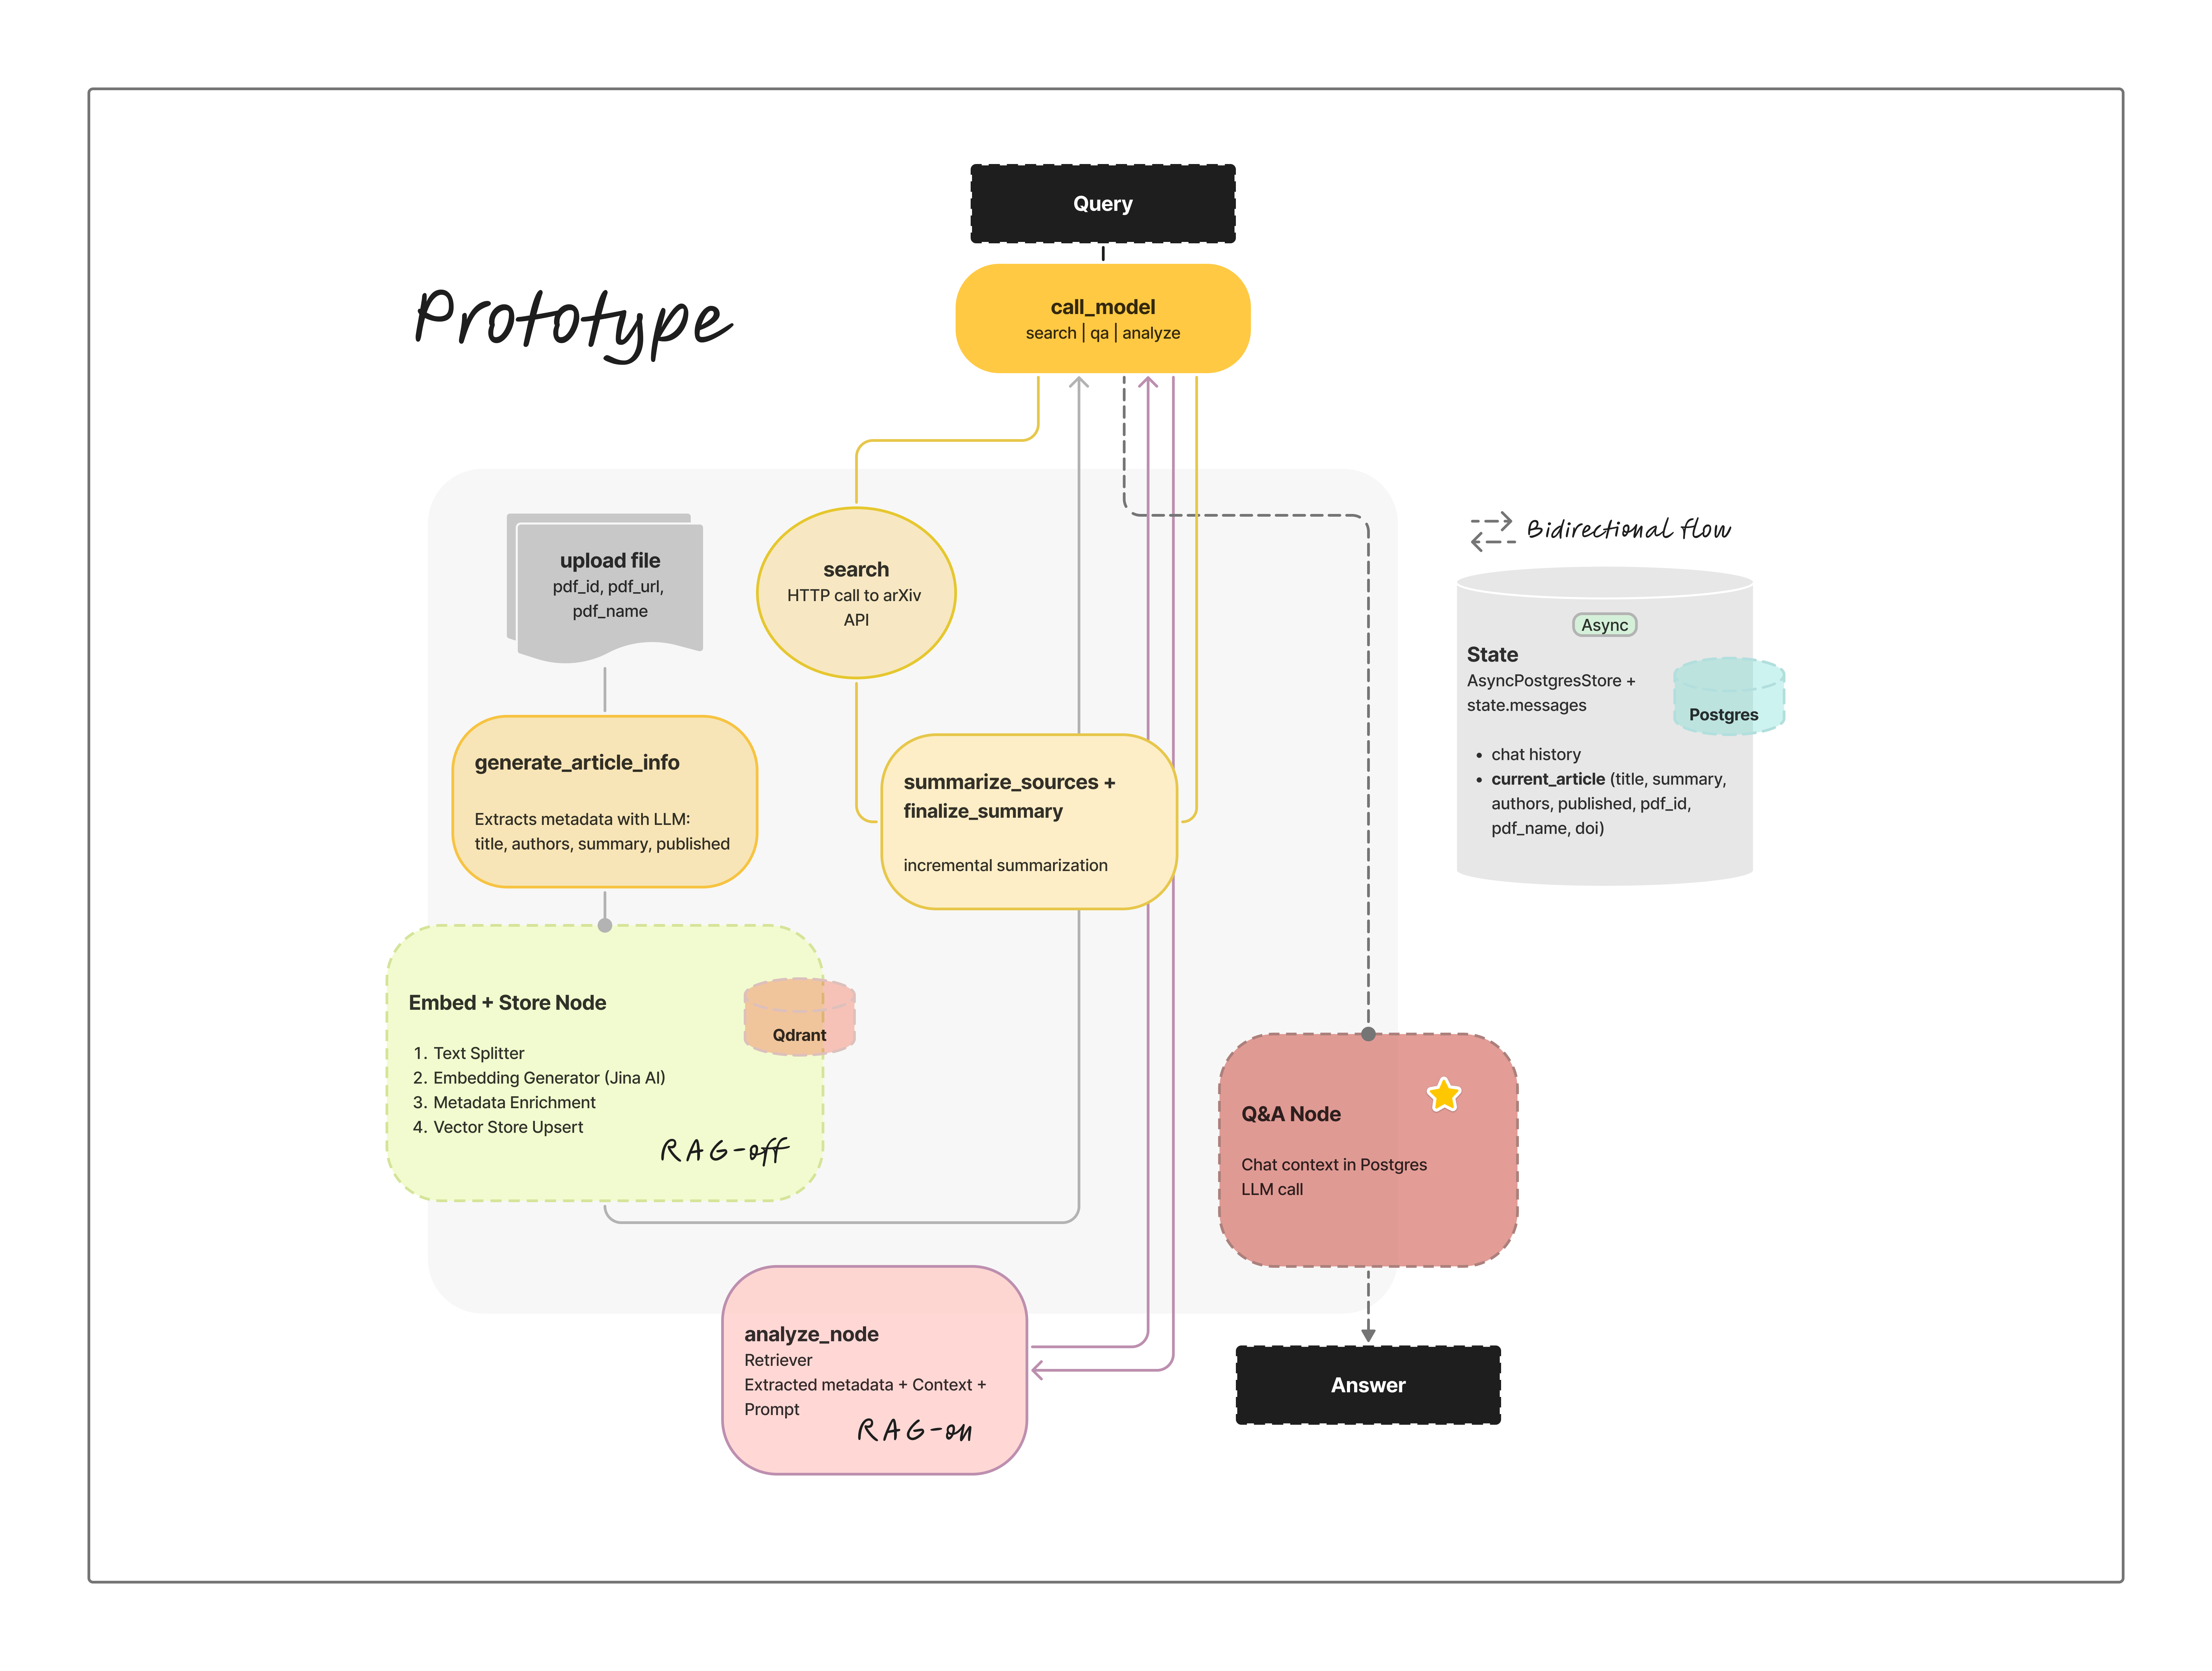 Query
call_model
search | qa | analyze
Prototype
upload file
pdf_id, pdf_url,
pdf_name
search
HTTP call to arXiv
API
Bidirectional flow
Async
State
AsyncPostgresStore +
state.messages
Postgres
• chat history
• current_article (title, summary,
authors, published, pdf_id,
pdf_name, doi)
generate_article_info
Extracts metadata with LLM:
title, authors, summary, published
summarize_sources +
finalize_summary
incremental summarization
Embed + Store Node
Qdrant
1. Text Splitter
2. Embedding Generator (Jina AI)
3. Metadata Enrichment
4. Vector Store Upsert
RAG-off
Q&A Node
Chat context in Postgres
LLM call
analyze_node
Retriever
Extracted metadata + Context +
Prompt
RAG-on
Answer